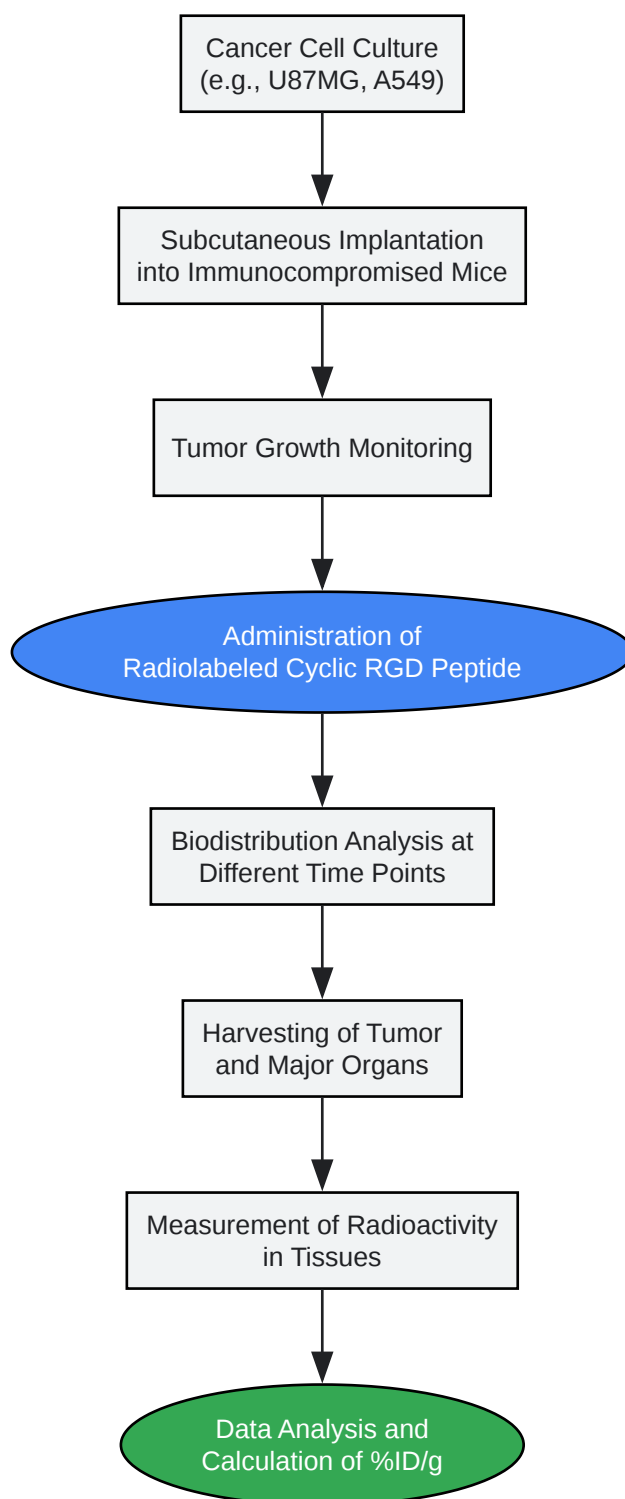 Cancer Cell Culture
(e.g., U87MG, A549)
Subcutaneous Implantation
into Immunocompromised Mice
Tumor Growth Monitoring
Administration of
Radiolabeled Cyclic RGD Peptide
Biodistribution Analysis at
Different Time Points
Harvesting of Tumor
and Major Organs
Measurement of Radioactivity
in Tissues
Data Analysis and
Calculation of %ID/g